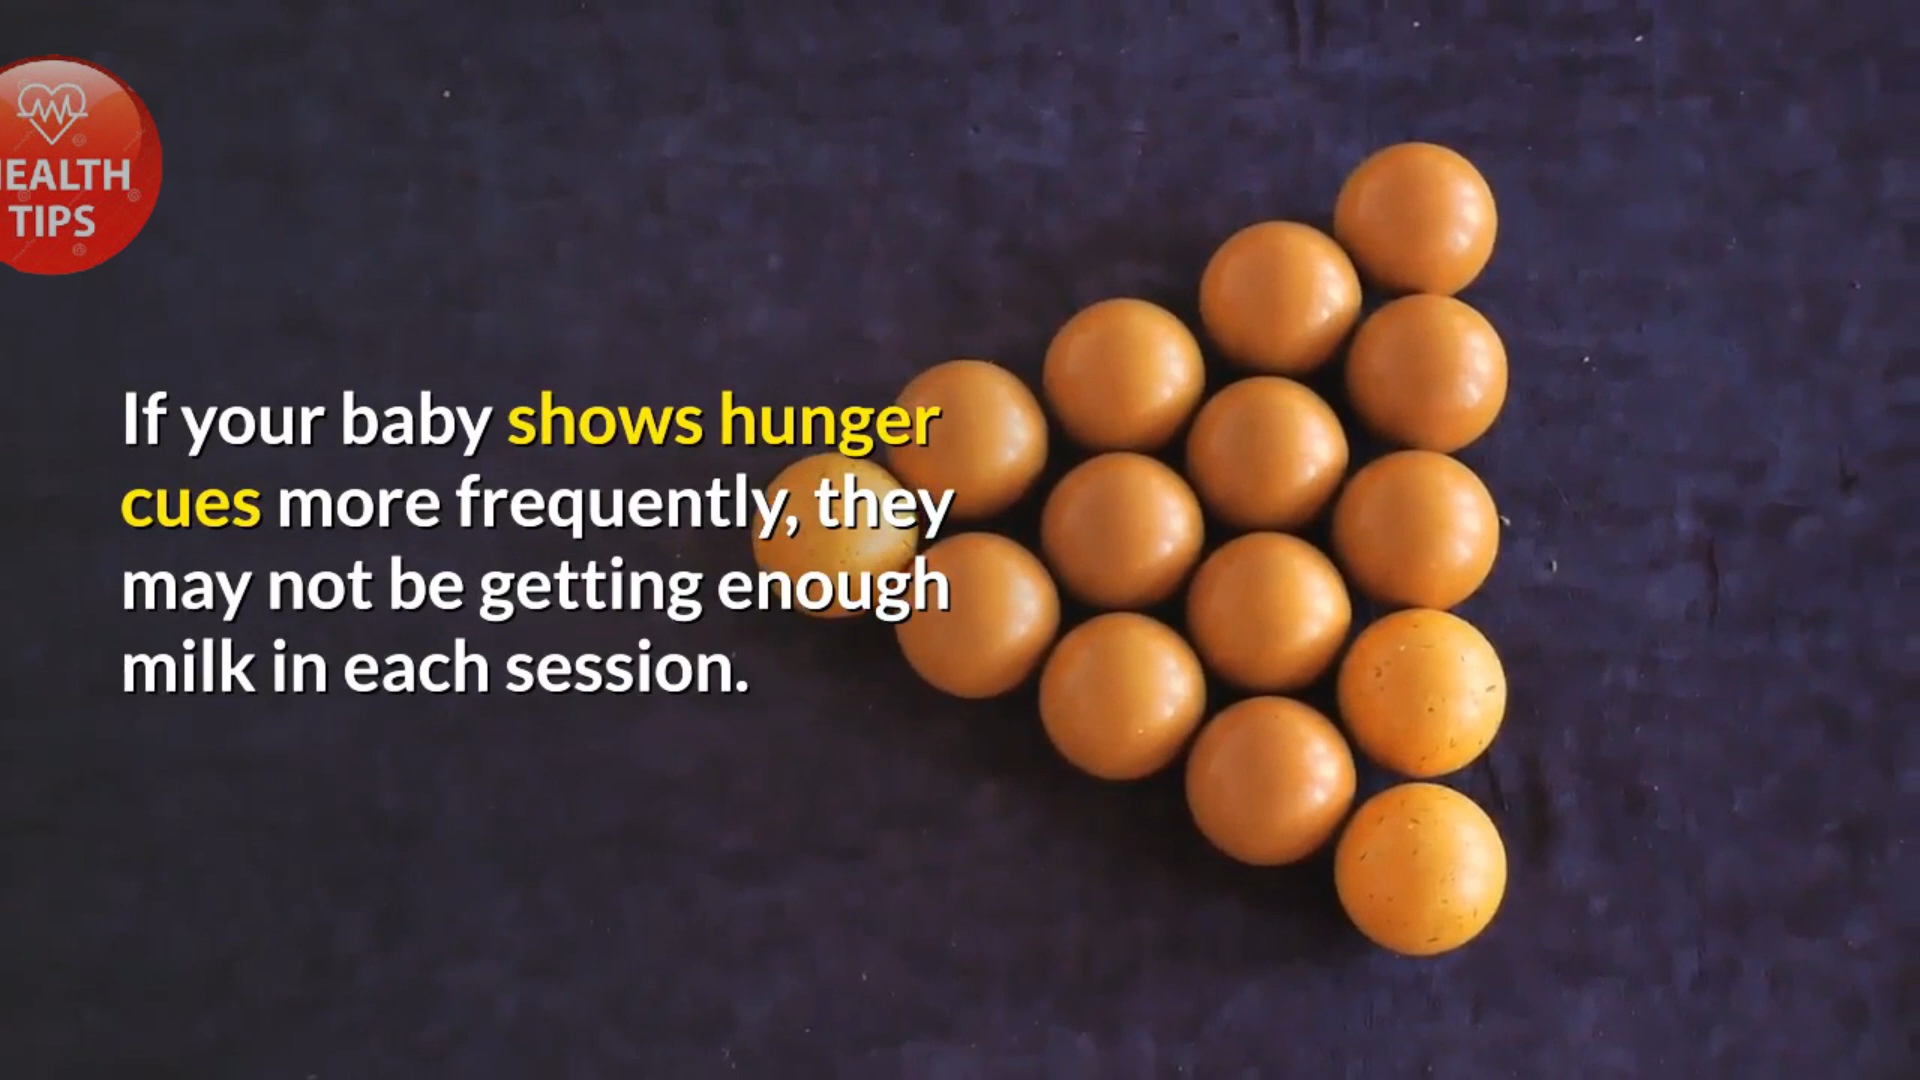 HEALTH
TIPS
If your baby shows hunger
cues more frequently, they
may not be getting enough
milk in each session.